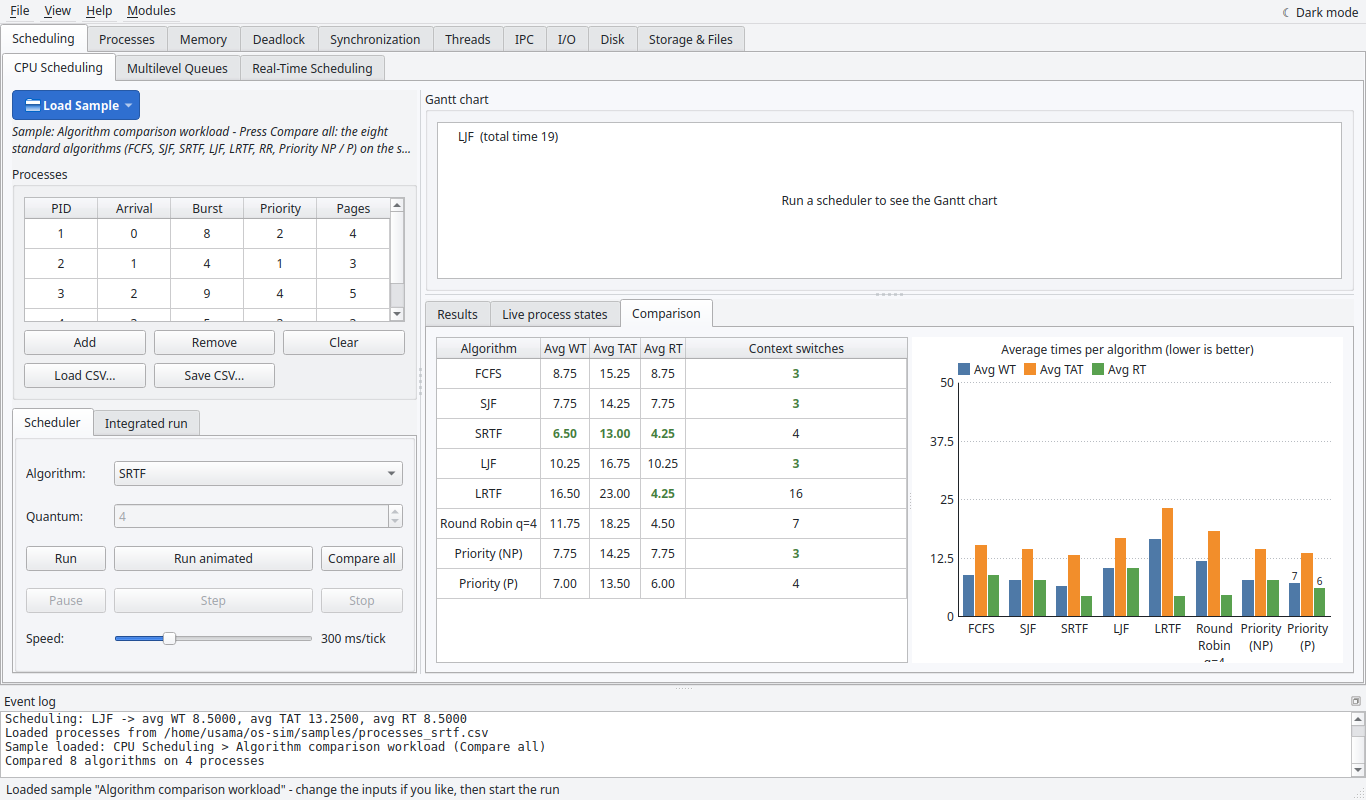 File View Help Modules
☾ Dark mode
Scheduling Processes Memory Deadlock Synchronization Threads IPC I/O Disk Storage & Files
CPU Scheduling Multilevel Queues Real-Time Scheduling
Load Sample
Sample: Algorithm comparison workload - Press Compare all: the eight
standard algorithms (FCFS, SJF, SRTF, LJF, LRTF, RR, Priority NP / P) on the s...
Processes
PID Arrival Burst Priority Pages
1 0 8 2 4
2 1 4 1 3
3 2 9 4 5
Add Remove Clear
Load CSV... Save CSV...
Scheduler Integrated run
Algorithm: SRTF
Quantum: 4
Run Run animated Compare all
Pause Step Stop
Speed: 300 ms/tick
Gantt chart
LJF (total time 19)
Run a scheduler to see the Gantt chart
Results Live process states Comparison
Algorithm Avg WT Avg TAT Avg RT Context switches
FCFS 8.75 15.25 8.75 3
SJF 7.75 14.25 7.75 3
SRTF 6.50 13.00 4.25 4
LJF 10.25 16.75 10.25 3
LRTF 16.50 23.00 4.25 16
Round Robin q=4 11.75 18.25 4.50 7
Priority (NP) 7.75 14.25 7.75 3
Priority (P) 7.00 13.50 6.00 4
Average times per algorithm (lower is better)
Avg WT Avg TAT Avg RT
50
37.5
25
12.5
0
7 6
FCFS SJF SRTF LJF LRTF Round Priority Priority
Robin (NP) (P)
q=4
Event log
Scheduling: LJF -> avg WT 8.5000, avg TAT 13.2500, avg RT 8.5000
Loaded processes from /home/usama/os-sim/samples/processes_srtf.csv
Sample loaded: CPU Scheduling > Algorithm comparison workload (Compare all)
Compared 8 algorithms on 4 processes
Loaded sample "Algorithm comparison workload" - change the inputs if you like, then start the run